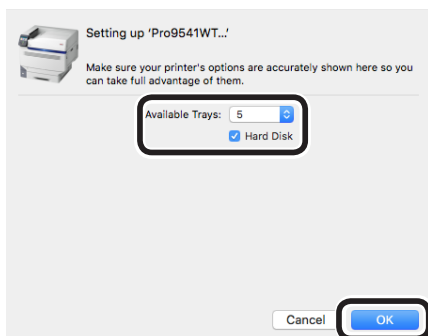 Setting up ‘Pro9541WT...’
Make sure your printer's options are accurately shown here so you
can take full advantage of them.
Available Trays: 5
Hard Disk
Cancel OK